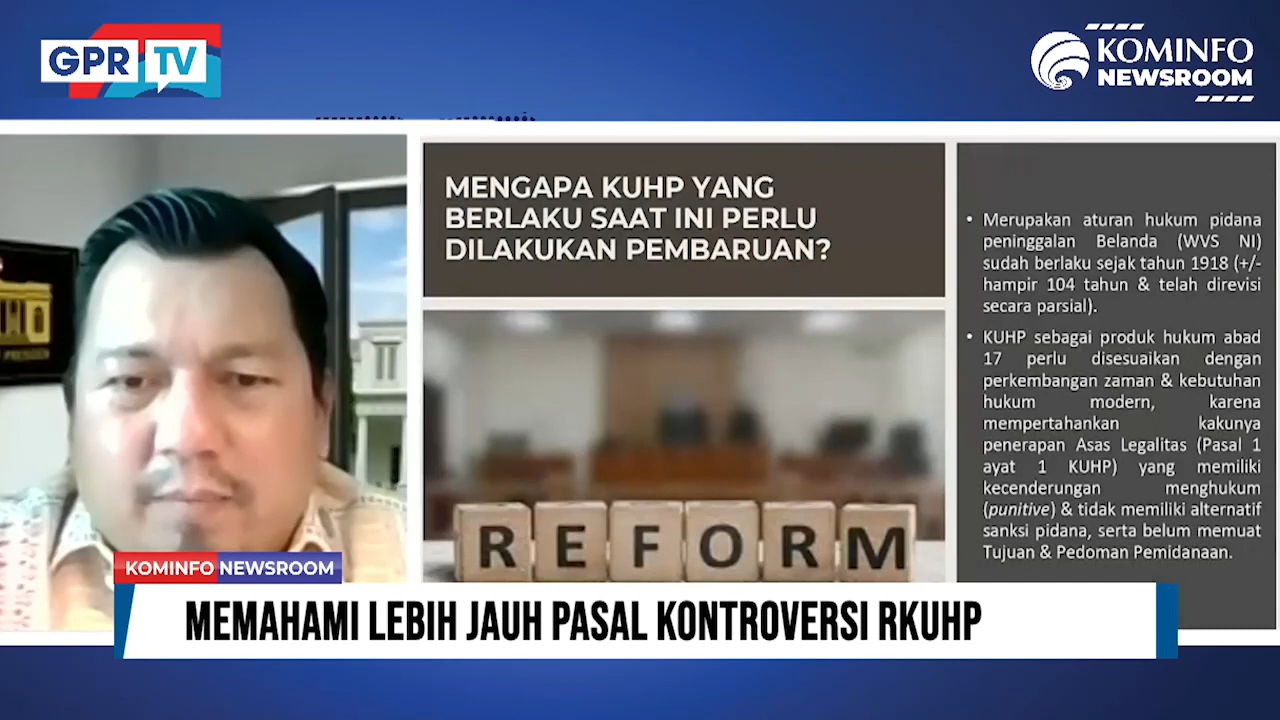 GPR TV
KOMINFO
NEWSROOM
MENGAPA KUHP YANG
BERLAKU SAAT INI PERLU
DILAKUKAN PEMBARUAN?
• Merupakan aturan hukum pidana
peninggalan Belanda (WVS NI)
sudah berlaku sejak tahun 1918 (+/-
hampir 104 tahun & telah direvisi
secara parsial).
• KUHP sebagai produk hukum abad
17 perlu disesuaikan dengan
perkembangan zaman & kebutuhan
hukum modern, karena
mempertahankan kakunya
penerapan Asas Legalitas (Pasal 1
ayat 1 KUHP) yang memiliki
kecenderungan menghukum
(punitive) & tidak memiliki alternatif
sanksi pidana, serta belum memuat
Tujuan & Pedoman Pemidanaan.
REFORM
KOMINFO NEWSROOM
MEMAHAMI LEBIH JAUH PASAL KONTROVERSI RKUHP